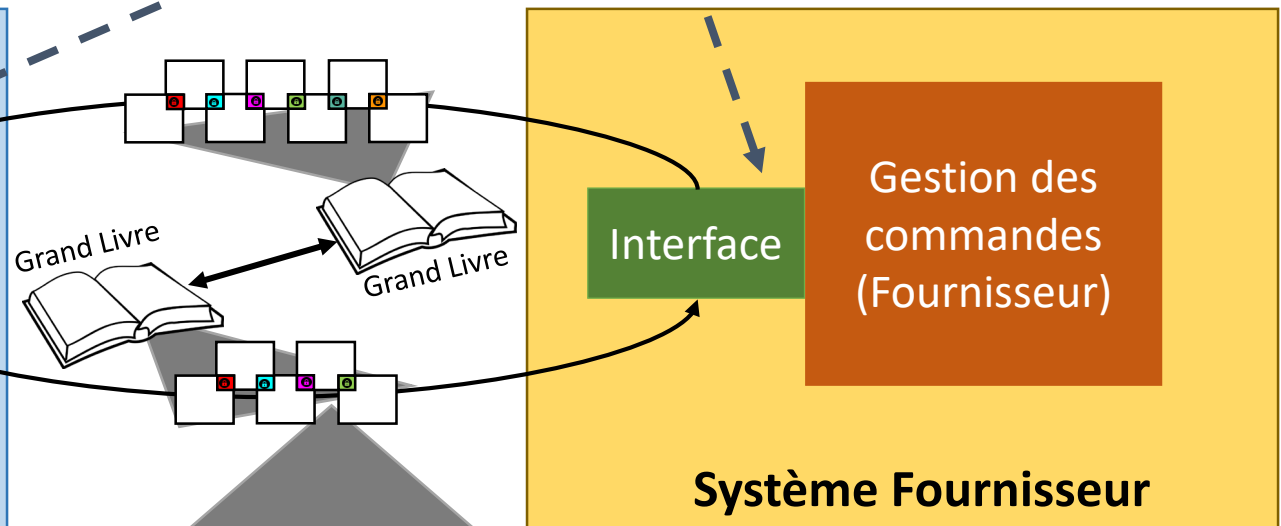 Grand Livre
Grand Livre
Interface
Gestion des
commandes
(Fournisseur)
Système Fournisseur